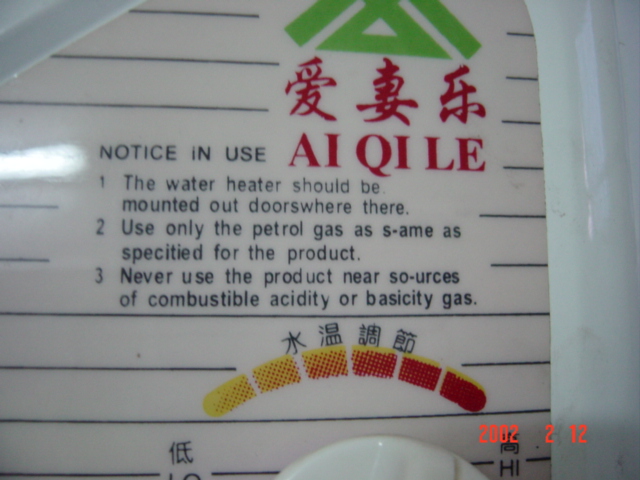 爱妻乐
AI QI LE
NOTICE iN USE
1 The water heater should be.
mounted out doorswhere there.
2 Use only the petrol gas as s-ame as
specitied for the product.
3 Never use the product near so-urces
of combustible acidity or basicity gas.
水温調節
低 高
LO HI
2002 2 12